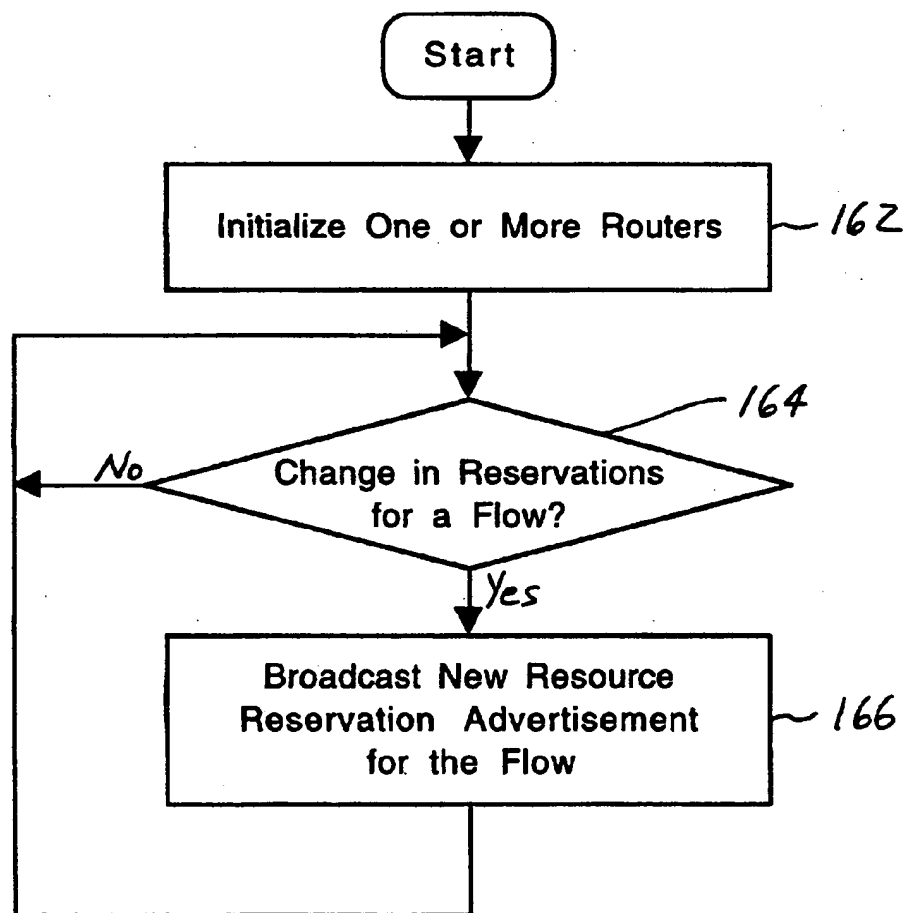 Start
Initialize One or More Routers
162
164
Change in Reservations
for a Flow?
No
Yes
Broadcast New Resource
Reservation Advertisement
for the Flow
166